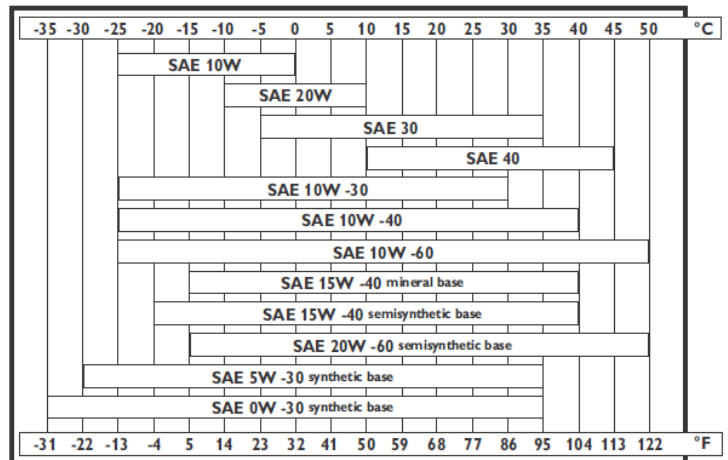 -35 -30 -25 -20 -15 -10 -5 0 5 10 15 20 25 30 35 40 45 50 °C
SAE 10W
SAE 20W
SAE 30
SAE 40
SAE 10W -30
SAE 10W -40
SAE 10W -60
SAE 15W -40 mineral base
SAE 15W -40 semisynthetic base
SAE 20W -60 semisynthetic base
SAE 5W -30 synthetic base
SAE 0W -30 synthetic base
-31 -22 -13 -4 5 14 23 32 41 50 59 68 77 86 95 104 113 122 °F